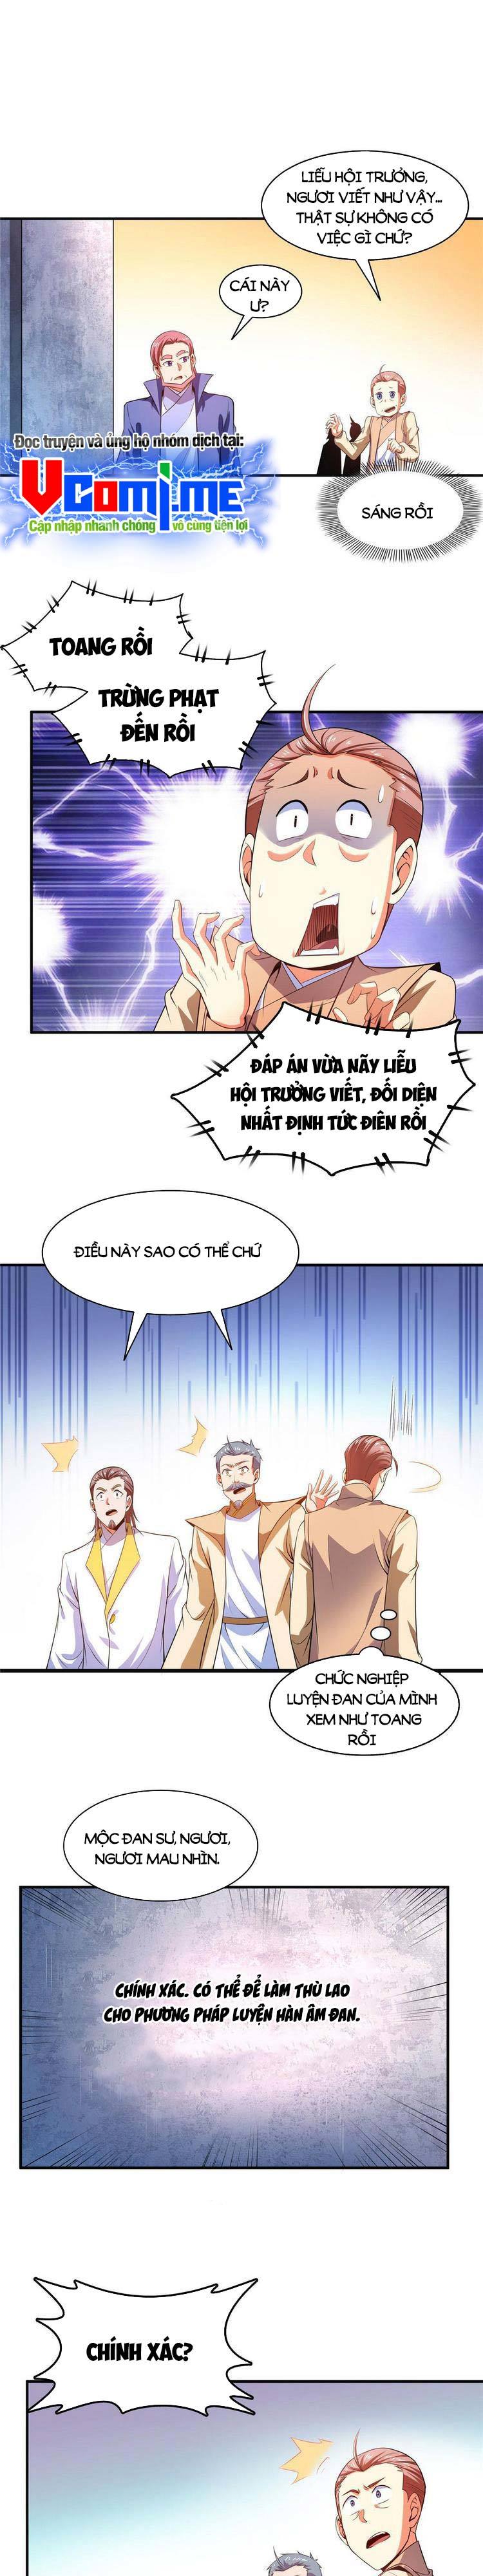 LIỄU HỘI TRƯỞNG,
NGƯƠI VIẾT NHƯ VẬY...
THẬT SỰ KHÔNG CÓ
VIỆC GÌ CHỨ?
CÁI NÀY
Ư?
Đọc truyện và ủng hộ nhóm dịch tại:
VComi.me
Cập nhập nhanh chóng vô cùng tiện lợi
SÁNG RỒI
TOANG RỒI
TRỪNG PHẠT
ĐẾN RỒI
ĐÁP ÁN VỪA NÃY LIỄU
HỘI TRƯỞNG VIẾT, ĐỐI DIỆN
NHẤT ĐỊNH TỨC ĐIÊN RỒI
ĐIỀU NÀY SAO CÓ THỂ CHỨ
CHỨC NGHIỆP
LUYỆN ĐAN CỦA MÌNH
XEM NHƯ TOANG
RỒI
MỘC ĐAN SƯ, NGƯƠI,
NGƯƠI MAU NHÌN.
CHÍNH XÁC. CÓ THỂ ĐỂ LÀM THÙ LAO
CHO PHƯƠNG PHÁP LUYỆN HÀN ÂM ĐAN.
CHÍNH XÁC?